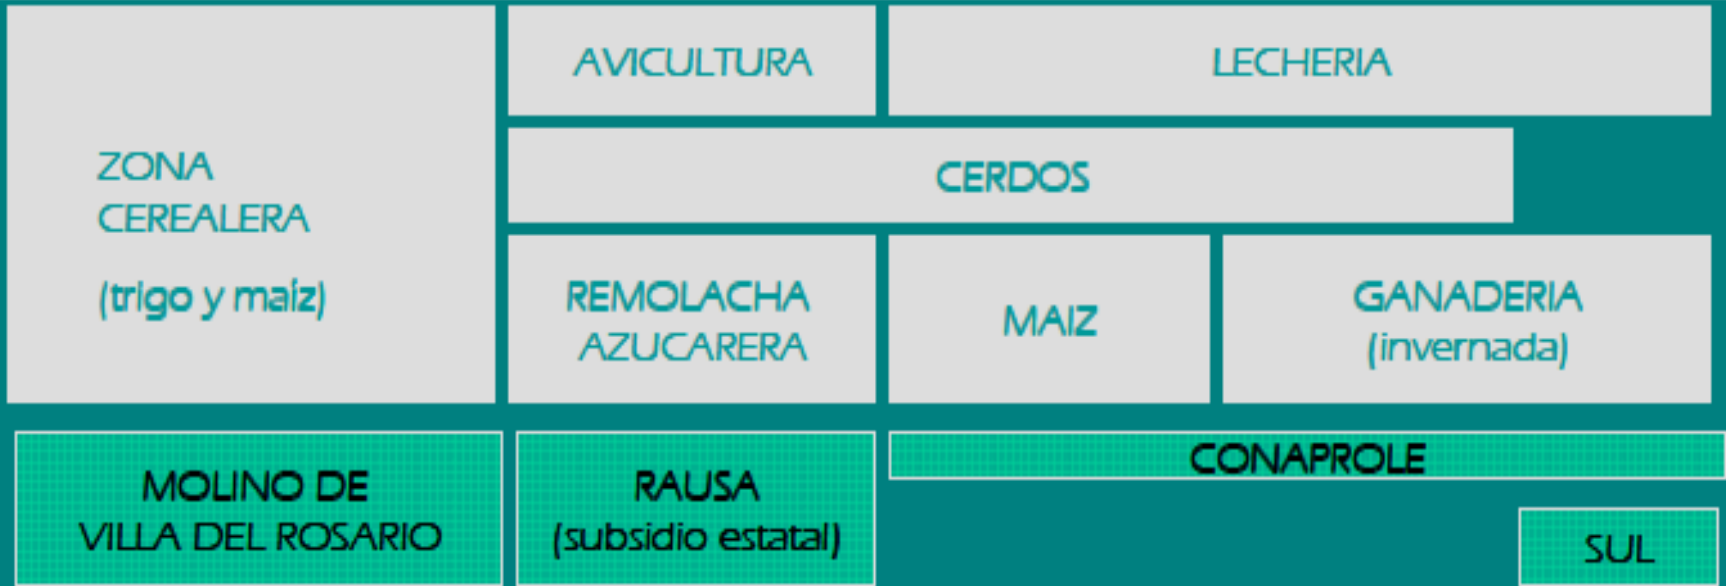 ZONA
CEREALERA
(trigo y maíz)
AVICULTURA
LECHERIA
CERDOS
REMOLACHA
AZUCARERA
MAIZ
GANADERIA
(invernada)
MOLINO DE
VILLA DEL ROSARIO
RAUSA
(subsidio estatal)
CONAPROLE
SUL